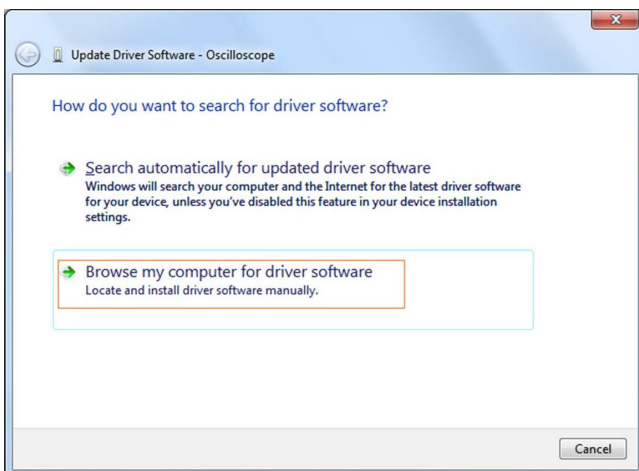 Update Driver Software - Oscilloscope
How do you want to search for driver software?
Search automatically for updated driver software
Windows will search your computer and the Internet for the latest driver software
for your device, unless you've disabled this feature in your device installation
settings.
Browse my computer for driver software
Locate and install driver software manually.
Cancel